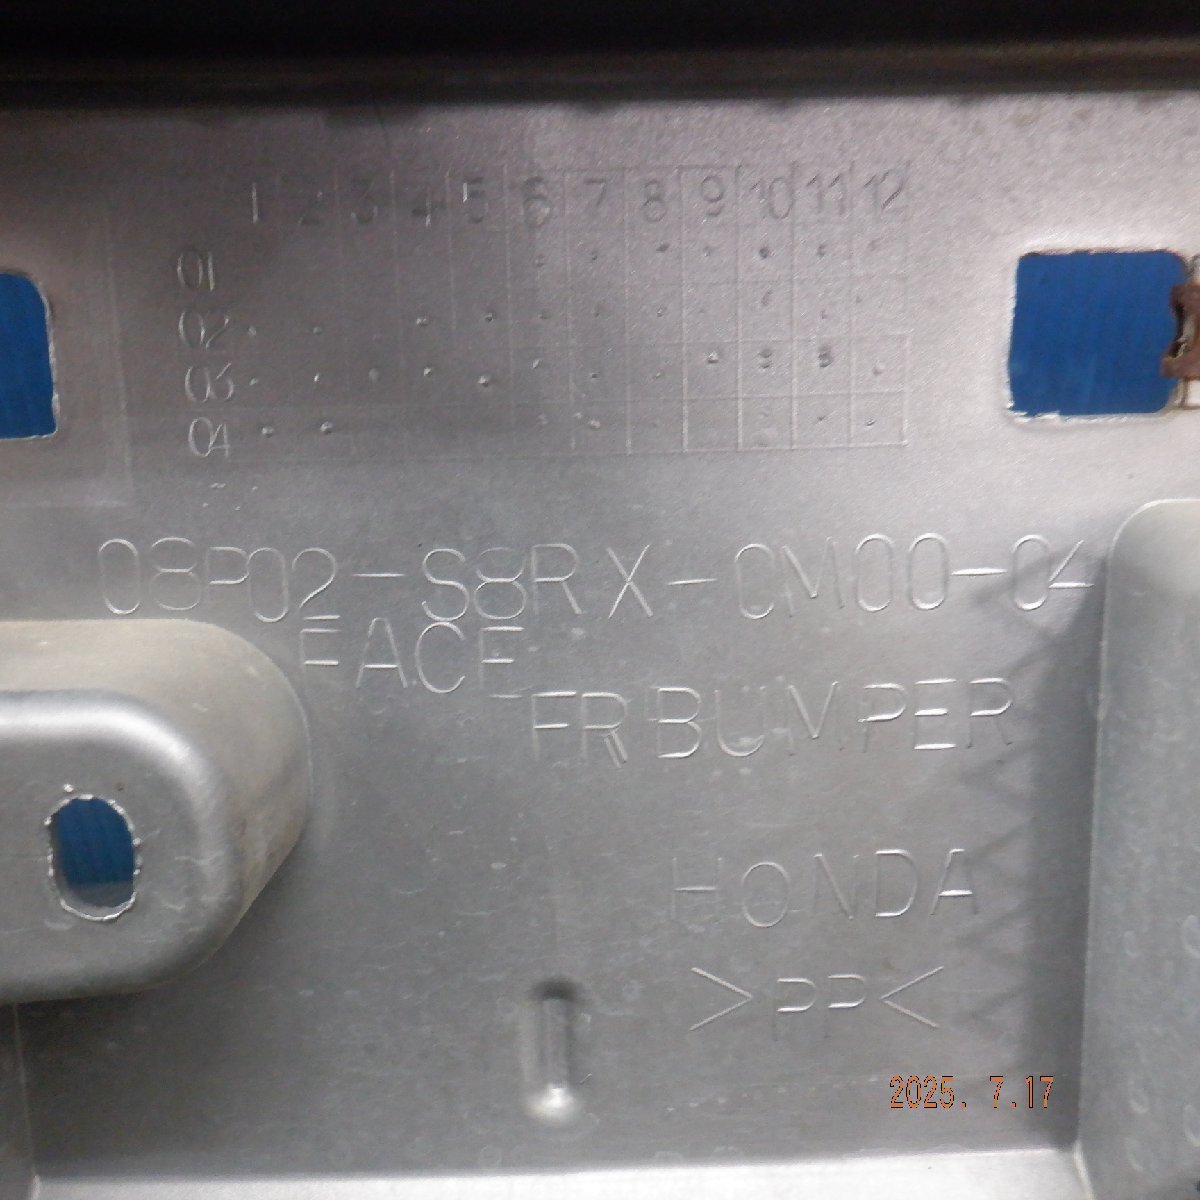 1 2 3 4 5 6 7 8 9 10 11 12
01
02
03
04
08P02-S8RX-CM00-04
FACE
FR BUMPER
HONDA
>PP<
2025. 7.17